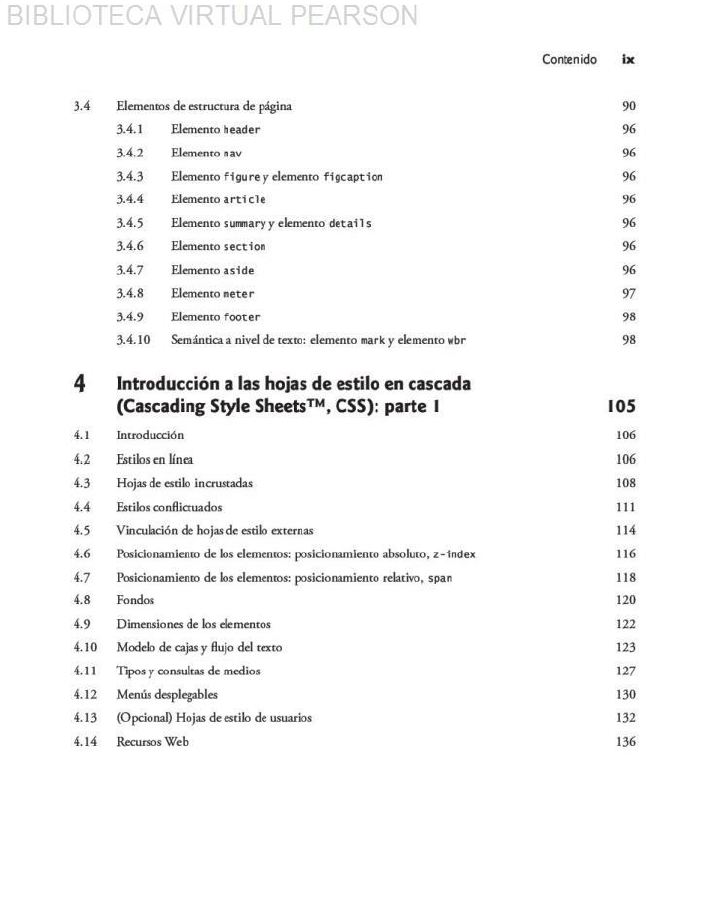 BIBLIOTECA VIRTUAL PEARSON
Contenido ix
3.4 Elementos de estructura de página 90
3.4.1 Elemento header 96
3.4.2 Elemento nav 96
3.4.3 Elemento figure y elemento figcaption 96
3.4.4 Elemento article 96
3.4.5 Elemento summary y elemento details 96
3.4.6 Elemento section 96
3.4.7 Elemento aside 96
3.4.8 Elemento meter 97
3.4.9 Elemento footer 98
3.4.10 Semántica a nivel de texto: elemento mark y elemento wbr 98
4 Introducción a las hojas de estilo en cascada
(Cascading Style Sheets™, CSS): parte 1 105
4.1 Introducción 106
4.2 Estilos en línea 106
4.3 Hojas de estilo incrustadas 108
4.4 Estilos conflictuados 111
4.5 Vinculación de hojas de estilo externas 114
4.6 Posicionamiento de los elementos: posicionamiento absoluto, z-index 116
4.7 Posicionamiento de los elementos: posicionamiento relativo, span 118
4.8 Fondos 120
4.9 Dimensiones de los elementos 122
4.10 Modelo de cajas y flujo del texto 123
4.11 Tipos y consultas de medios 127
4.12 Menús desplegables 130
4.13 (Opcional) Hojas de estilo de usuarios 132
4.14 Recursos Web 136